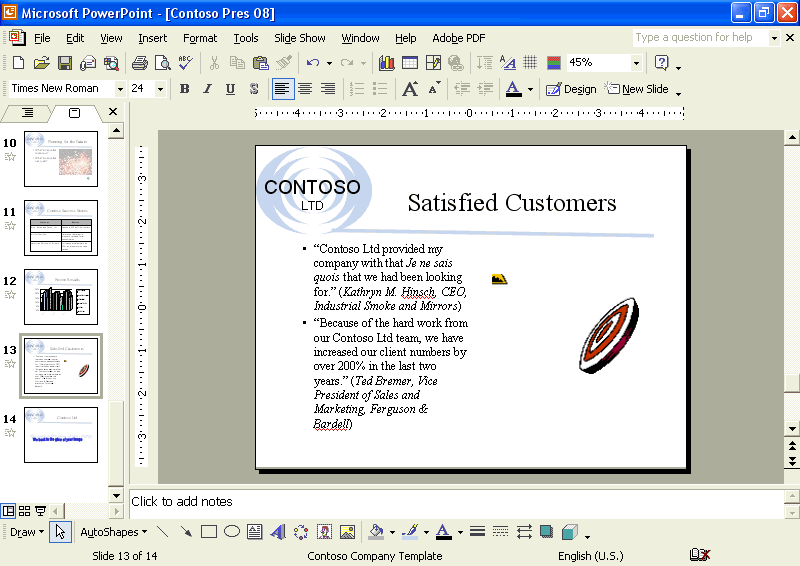 Microsoft PowerPoint - [Contoso Pres 08]
File Edit View Insert Format Tools Slide Show Window Help Adobe PDF
Type a question for help
45%
Times New Roman 24 B I U S Design New Slide
10
11
12
13
14
CONTOSO
LTD
Satisfied Customers
• “Contoso Ltd provided my
company with that Je ne sais
quois that we had been looking
for.” (Kathryn M. Hinsch, CEO,
Industrial Smoke and Mirrors)
• “Because of the hard work from
our Contoso Ltd team, we have
increased our client numbers by
over 200% in the last two
years.” (Ted Bremer, Vice
President of Sales and
Marketing, Ferguson &
Bardell)
Click to add notes
Draw AutoShapes
Slide 13 of 14 Contoso Company Template English (U.S.)